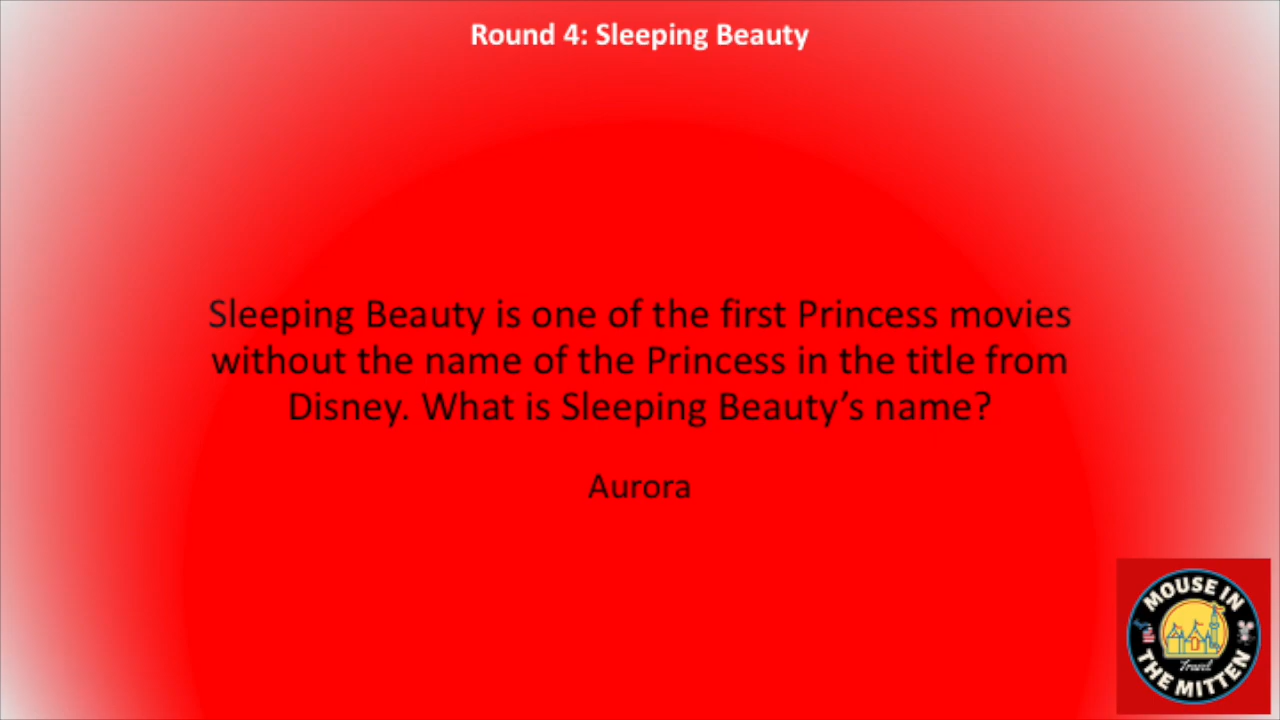 Round 4: Sleeping Beauty
Sleeping Beauty is one of the first Princess movies
without the name of the Princess in the title from
Disney. What is Sleeping Beauty’s name?
Aurora
MOUSE IN
Travel
THE MITTEN